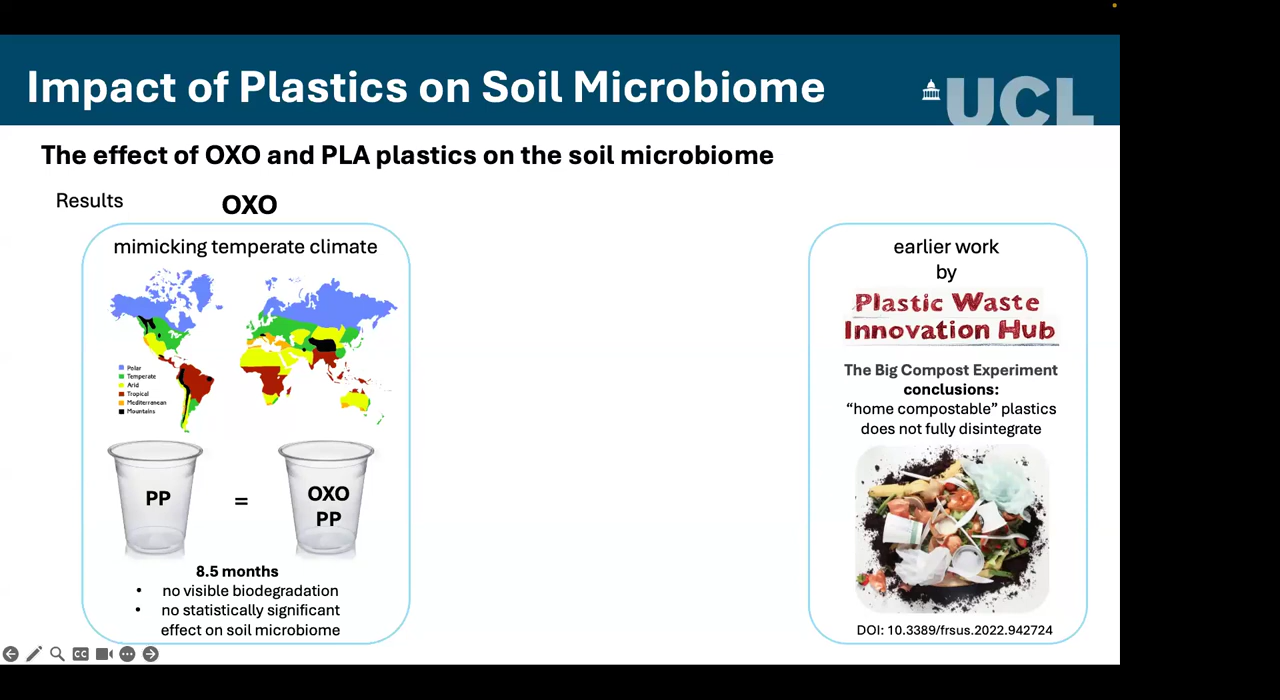 Impact of Plastics on Soil Microbiome
UCL
The effect of OXO and PLA plastics on the soil microbiome
Results
OXO
mimicking temperate climate
Polar
Temperate
Arid
Tropical
Mediterranean
Mountains
PP
=
OXO
PP
8.5 months
• no visible biodegradation
• no statistically significant
effect on soil microbiome
earlier work
by
Plastic Waste
Innovation Hub
The Big Compost Experiment
conclusions:
“home compostable” plastics
does not fully disintegrate
DOI: 10.3389/frsus.2022.942724
CC